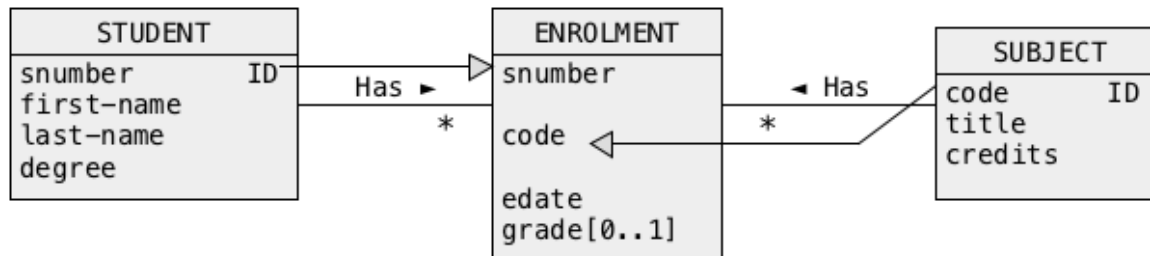 STUDENT
snumber ID
first-name
last-name
degree
Has ►
*
ENROLMENT
snumber
code
edate
grade[0..1]
◄ Has
*
SUBJECT
code ID
title
credits